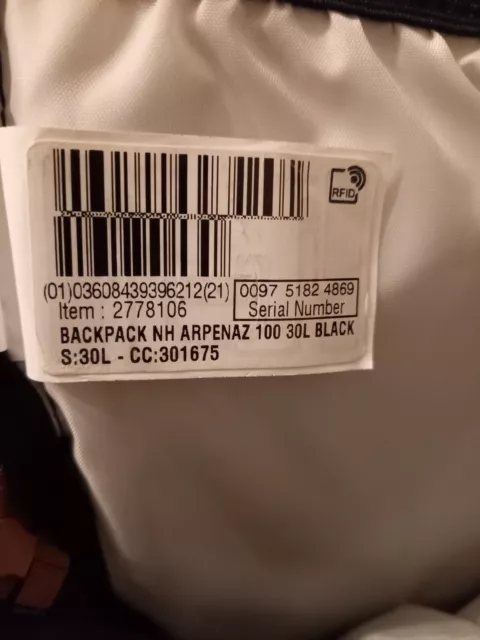 RFID
(01)03608439396212(21)
0097 5182 4869
Item : 2778106
Serial Number
BACKPACK NH ARPENAZ 100 30L BLACK
S:30L - CC:301675